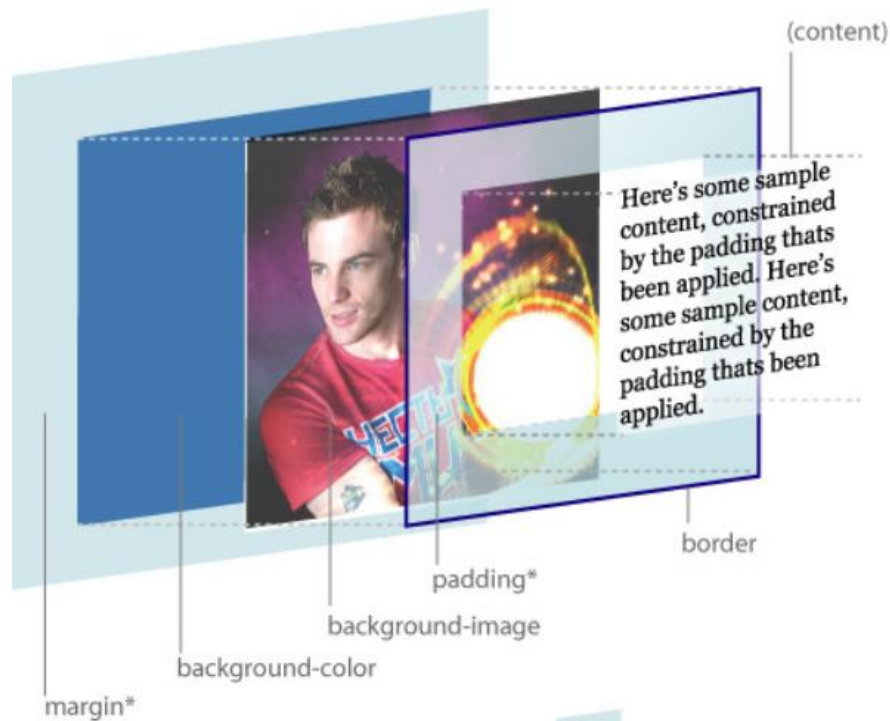 (content)
Here's some sample
content, constrained
by the padding thats
been applied. Here's
some sample content,
constrained by the
padding thats been
applied.
border
padding*
background-image
background-color
margin*